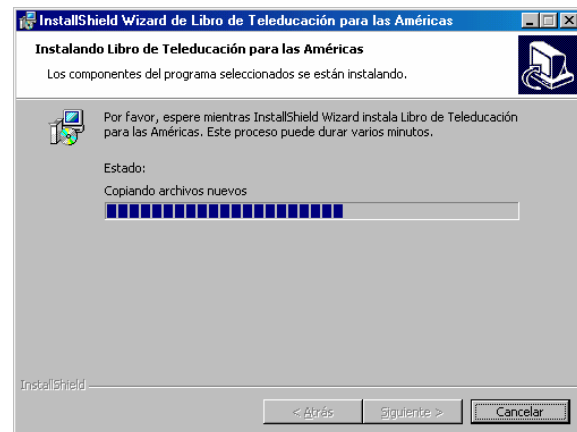 InstallShield Wizard de Libro de Teleducación para las Américas
Instalando Libro de Teleducación para las Américas
Los componentes del programa seleccionados se están instalando.
Por favor, espere mientras InstallShield Wizard instala Libro de Teleducación
para las Américas. Este proceso puede durar varios minutos.
Estado:
Copiando archivos nuevos
InstallShield
< Atrás
Siguiente >
Cancelar